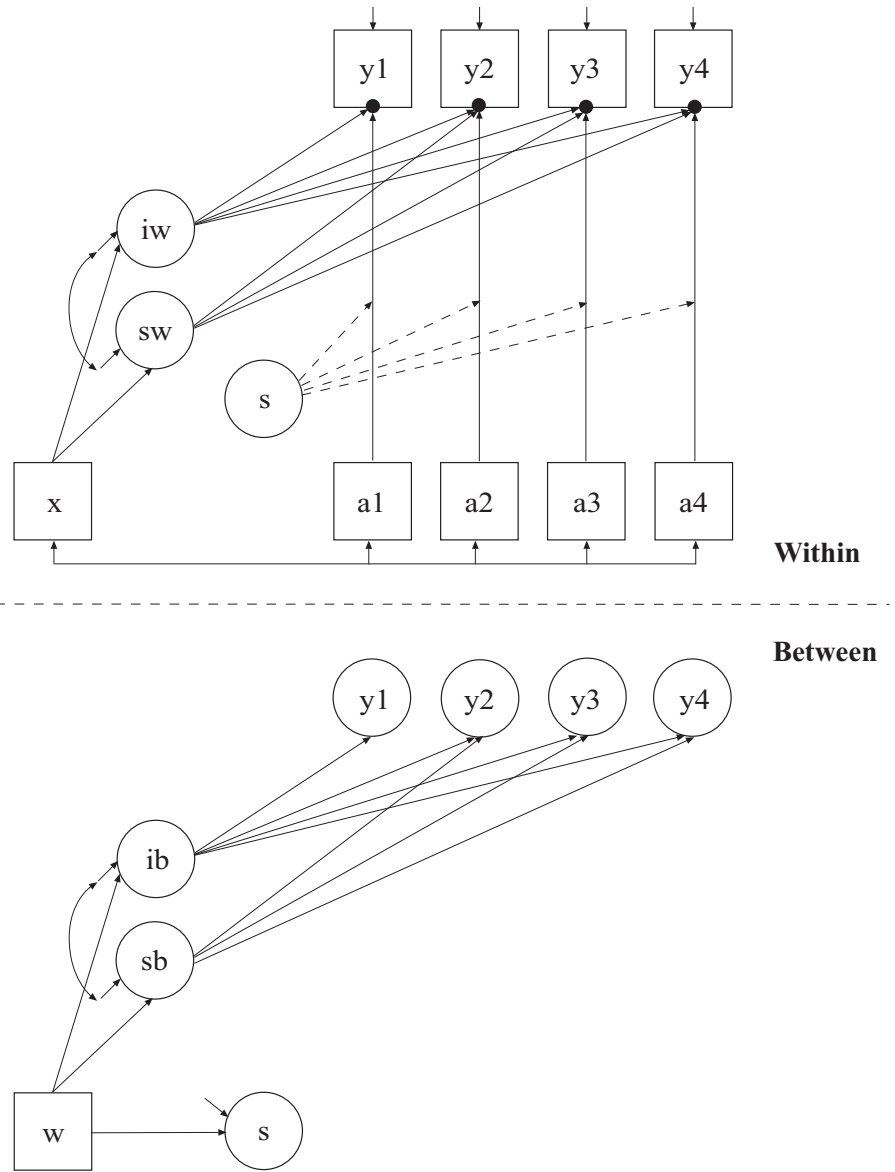 y1 y2 y3 y4
iw
sw
s
x a1 a2 a3 a4
Within
Between
y1 y2 y3 y4
ib
sb
w s